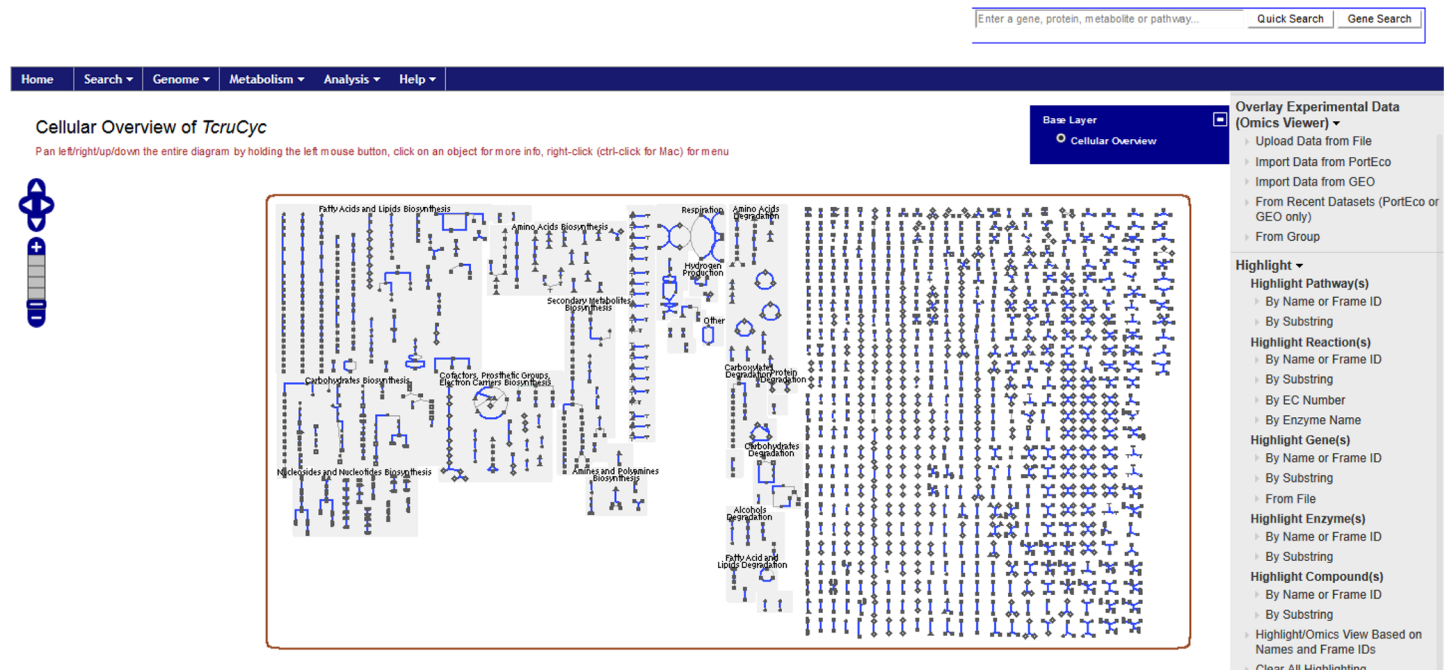 Enter a gene, protein, metabolite or pathway...
Quick Search
Gene Search
Home
Search
Genome
Metabolism
Analysis
Help
Cellular Overview of TcruCyc
Pan left/right/up/down the entire diagram by holding the left mouse button, click on an object for more info, right-click (ctrl-click for Mac) for menu
Base Layer
Cellular Overview
Fatty Acids and Lipids Biosynthesis
Amino Acids Biosynthesis
Respiration
Amino Acids
Degradation
Hydrogen
Production
Secondary Metabolites
Biosynthesis
Other
Carbohydrates Biosynthesis
Cofactors, Prosthetic Groups,
Electron Carriers Biosynthesis
Carboxylates
Degradation
Protein
Degradation
Carbohydrates
Degradation
Nucleosides and Nucleotides Biosynthesis
Amines and Polyamines
Biosynthesis
Alcohols
Degradation
Fatty Acid and
Lipids Degradation
Overlay Experimental Data
(Omics Viewer)
Upload Data from File
Import Data from PortEco
Import Data from GEO
From Recent Datasets (PortEco or
GEO only)
From Group
Highlight
Highlight Pathway(s)
By Name or Frame ID
By Substring
Highlight Reaction(s)
By Name or Frame ID
By Substring
By EC Number
By Enzyme Name
Highlight Gene(s)
By Name or Frame ID
By Substring
From File
Highlight Enzyme(s)
By Name or Frame ID
By Substring
Highlight Compound(s)
By Name or Frame ID
By Substring
Highlight/Omics View Based on
Names and Frame IDs
Clear All Highlighting